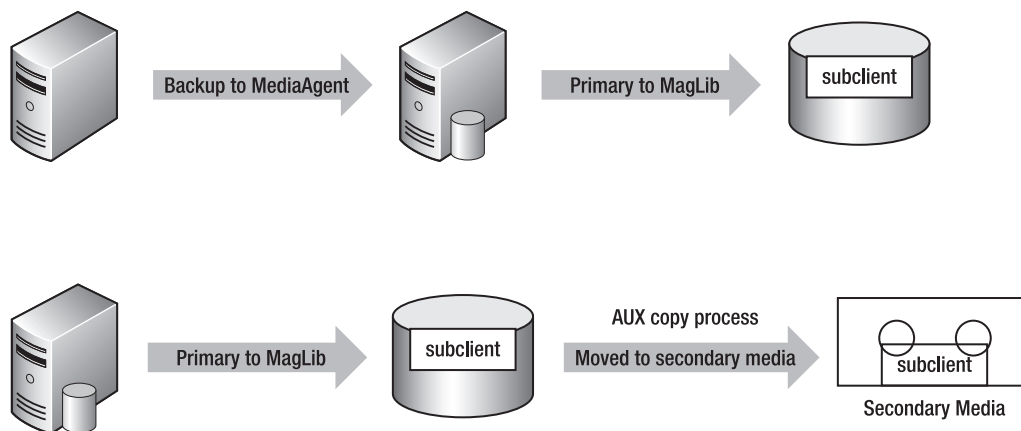 Backup to MediaAgent
Primary to MagLib
subclient
Primary to MagLib
subclient
AUX copy process
Moved to secondary media
subclient
Secondary Media